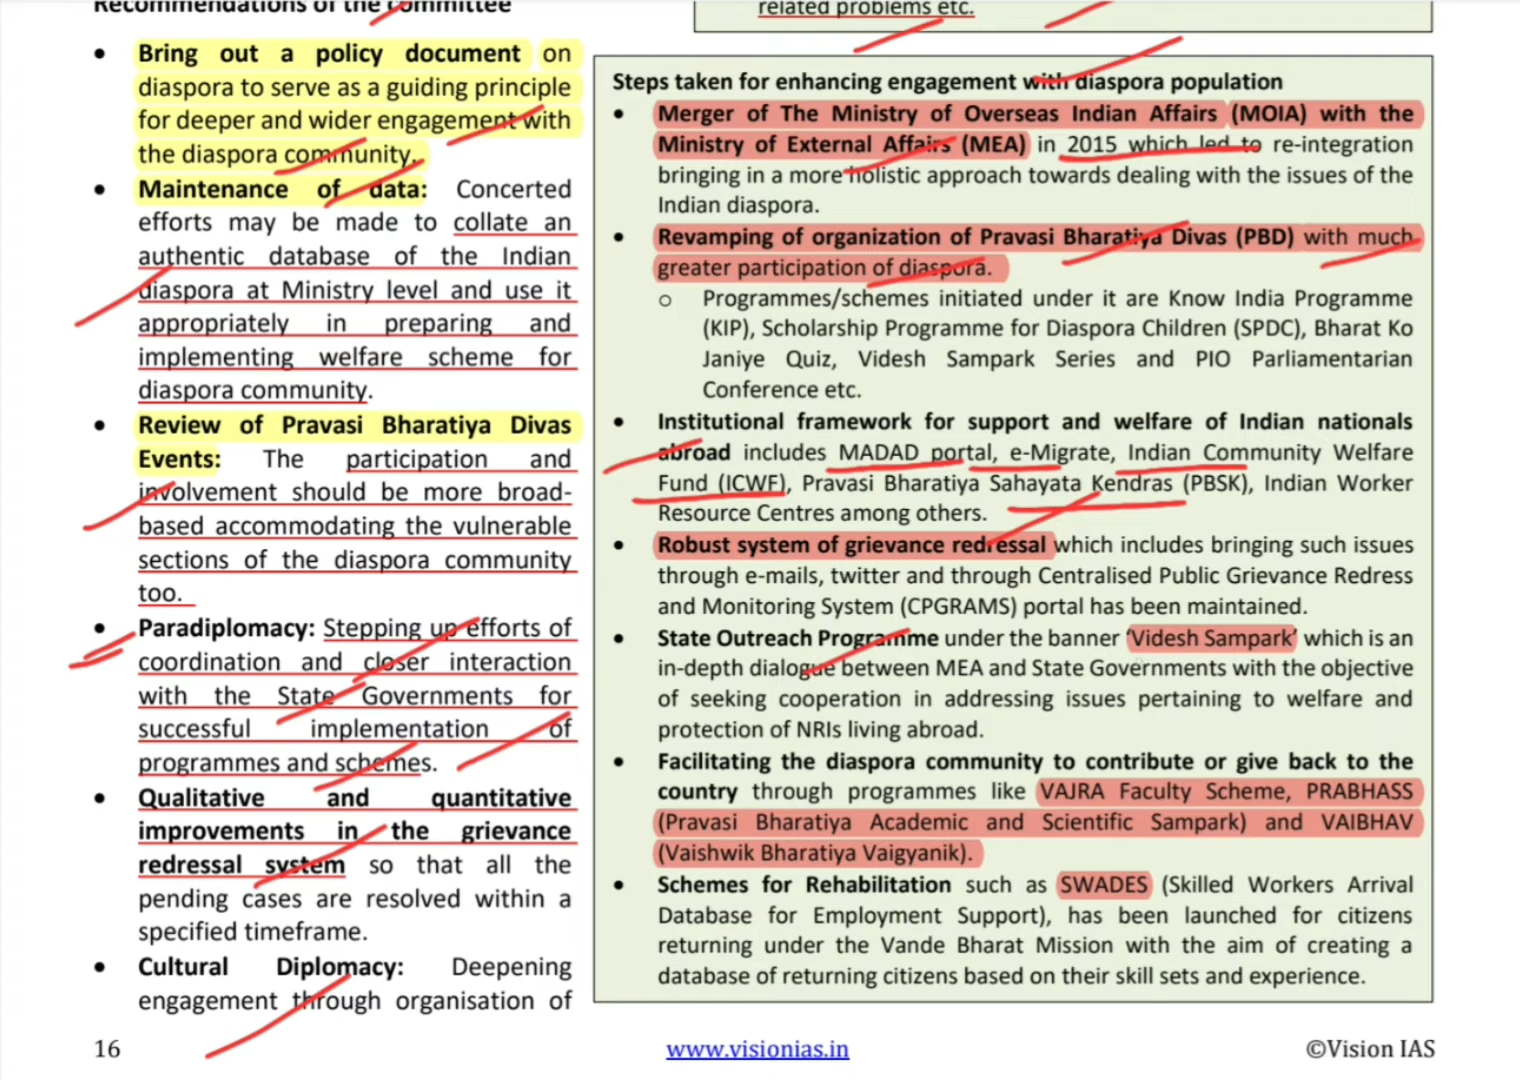 Recommendations of the committee
• Bring out a policy document on
diaspora to serve as a guiding principle
for deeper and wider engagement with
the diaspora community.
• Maintenance of data: Concerted
efforts may be made to collate an
authentic database of the Indian
diaspora at Ministry level and use it
appropriately in preparing and
implementing welfare scheme for
diaspora community.
• Review of Pravasi Bharatiya Divas
Events: The participation and
involvement should be more broad-
based accommodating the vulnerable
sections of the diaspora community
too.
• Paradiplomacy: Stepping up efforts of
coordination and closer interaction
with the State Governments for
successful implementation of
programmes and schemes.
• Qualitative and quantitative
improvements in the grievance
redressal system so that all the
pending cases are resolved within a
specified timeframe.
• Cultural Diplomacy: Deepening
engagement through organisation of
related problems etc.
Steps taken for enhancing engagement with diaspora population
• Merger of The Ministry of Overseas Indian Affairs (MOIA) with the
Ministry of External Affairs (MEA) in 2015 which led to re-integration
bringing in a more holistic approach towards dealing with the issues of the
Indian diaspora.
• Revamping of organization of Pravasi Bharatiya Divas (PBD) with much
greater participation of diaspora.
o Programmes/schemes initiated under it are Know India Programme
(KIP), Scholarship Programme for Diaspora Children (SPDC), Bharat Ko
Janiye Quiz, Videsh Sampark Series and PIO Parliamentarian
Conference etc.
• Institutional framework for support and welfare of Indian nationals
abroad includes MADAD portal, e-Migrate, Indian Community Welfare
Fund (ICWF), Pravasi Bharatiya Sahayata Kendras (PBSK), Indian Worker
Resource Centres among others.
• Robust system of grievance redressal which includes bringing such issues
through e-mails, twitter and through Centralised Public Grievance Redress
and Monitoring System (CPGRAMS) portal has been maintained.
• State Outreach Programme under the banner ‘Videsh Sampark’ which is an
in-depth dialogue between MEA and State Governments with the objective
of seeking cooperation in addressing issues pertaining to welfare and
protection of NRIs living abroad.
• Facilitating the diaspora community to contribute or give back to the
country through programmes like VAJRA Faculty Scheme, PRABHASS
(Pravasi Bharatiya Academic and Scientific Sampark) and VAIBHAV
(Vaishwik Bharatiya Vaigyanik).
• Schemes for Rehabilitation such as SWADES (Skilled Workers Arrival
Database for Employment Support), has been launched for citizens
returning under the Vande Bharat Mission with the aim of creating a
database of returning citizens based on their skill sets and experience.
16 www.visionias.in ©Vision IAS